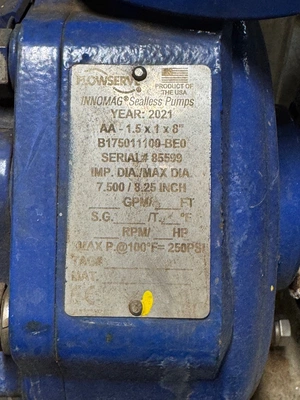 FLOWSERVE
PRODUCT OF
THE USA
INNOMAG® Sealless Pumps
YEAR: 2021
AA - 1.5 x 1 x 8"
B175011100-BE0
SERIAL# 85599
IMP. DIA./MAX DIA.
7.500 / 8.25 INCH
GPM/ FT
S.G. /T. °F
RPM/ HP
MAX P.@100°F= 250PSI
TAG#
MAT.